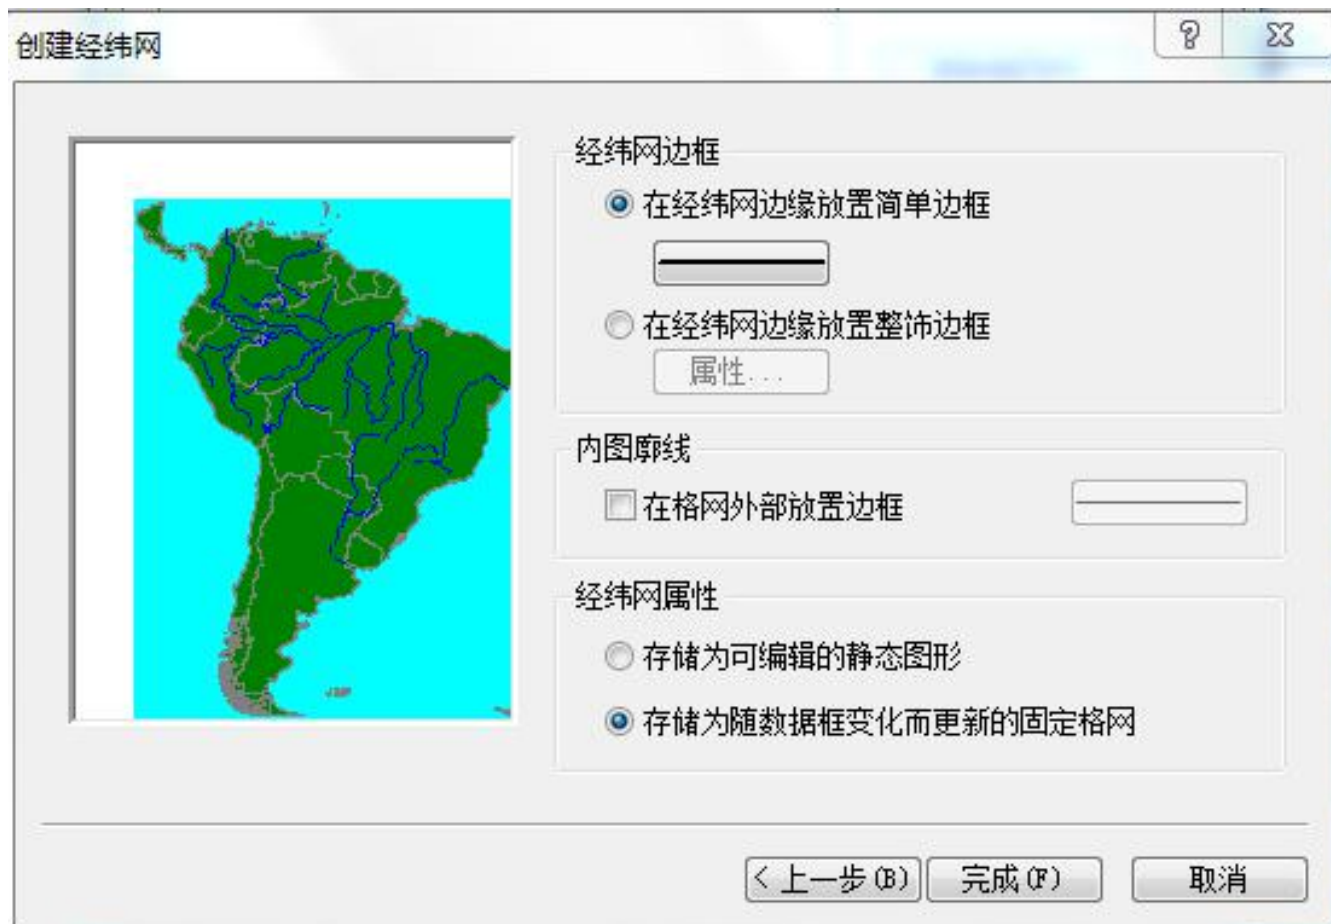 创建经纬网
经纬网边框
在经纬网边缘放置简单边框
在经纬网边缘放置整饰边框
属性...
内图廓线
在格网外部放置边框
经纬网属性
存储为可编辑的静态图形
存储为随数据框变化而更新的固定格网
< 上一步(B)
完成(F)
取消